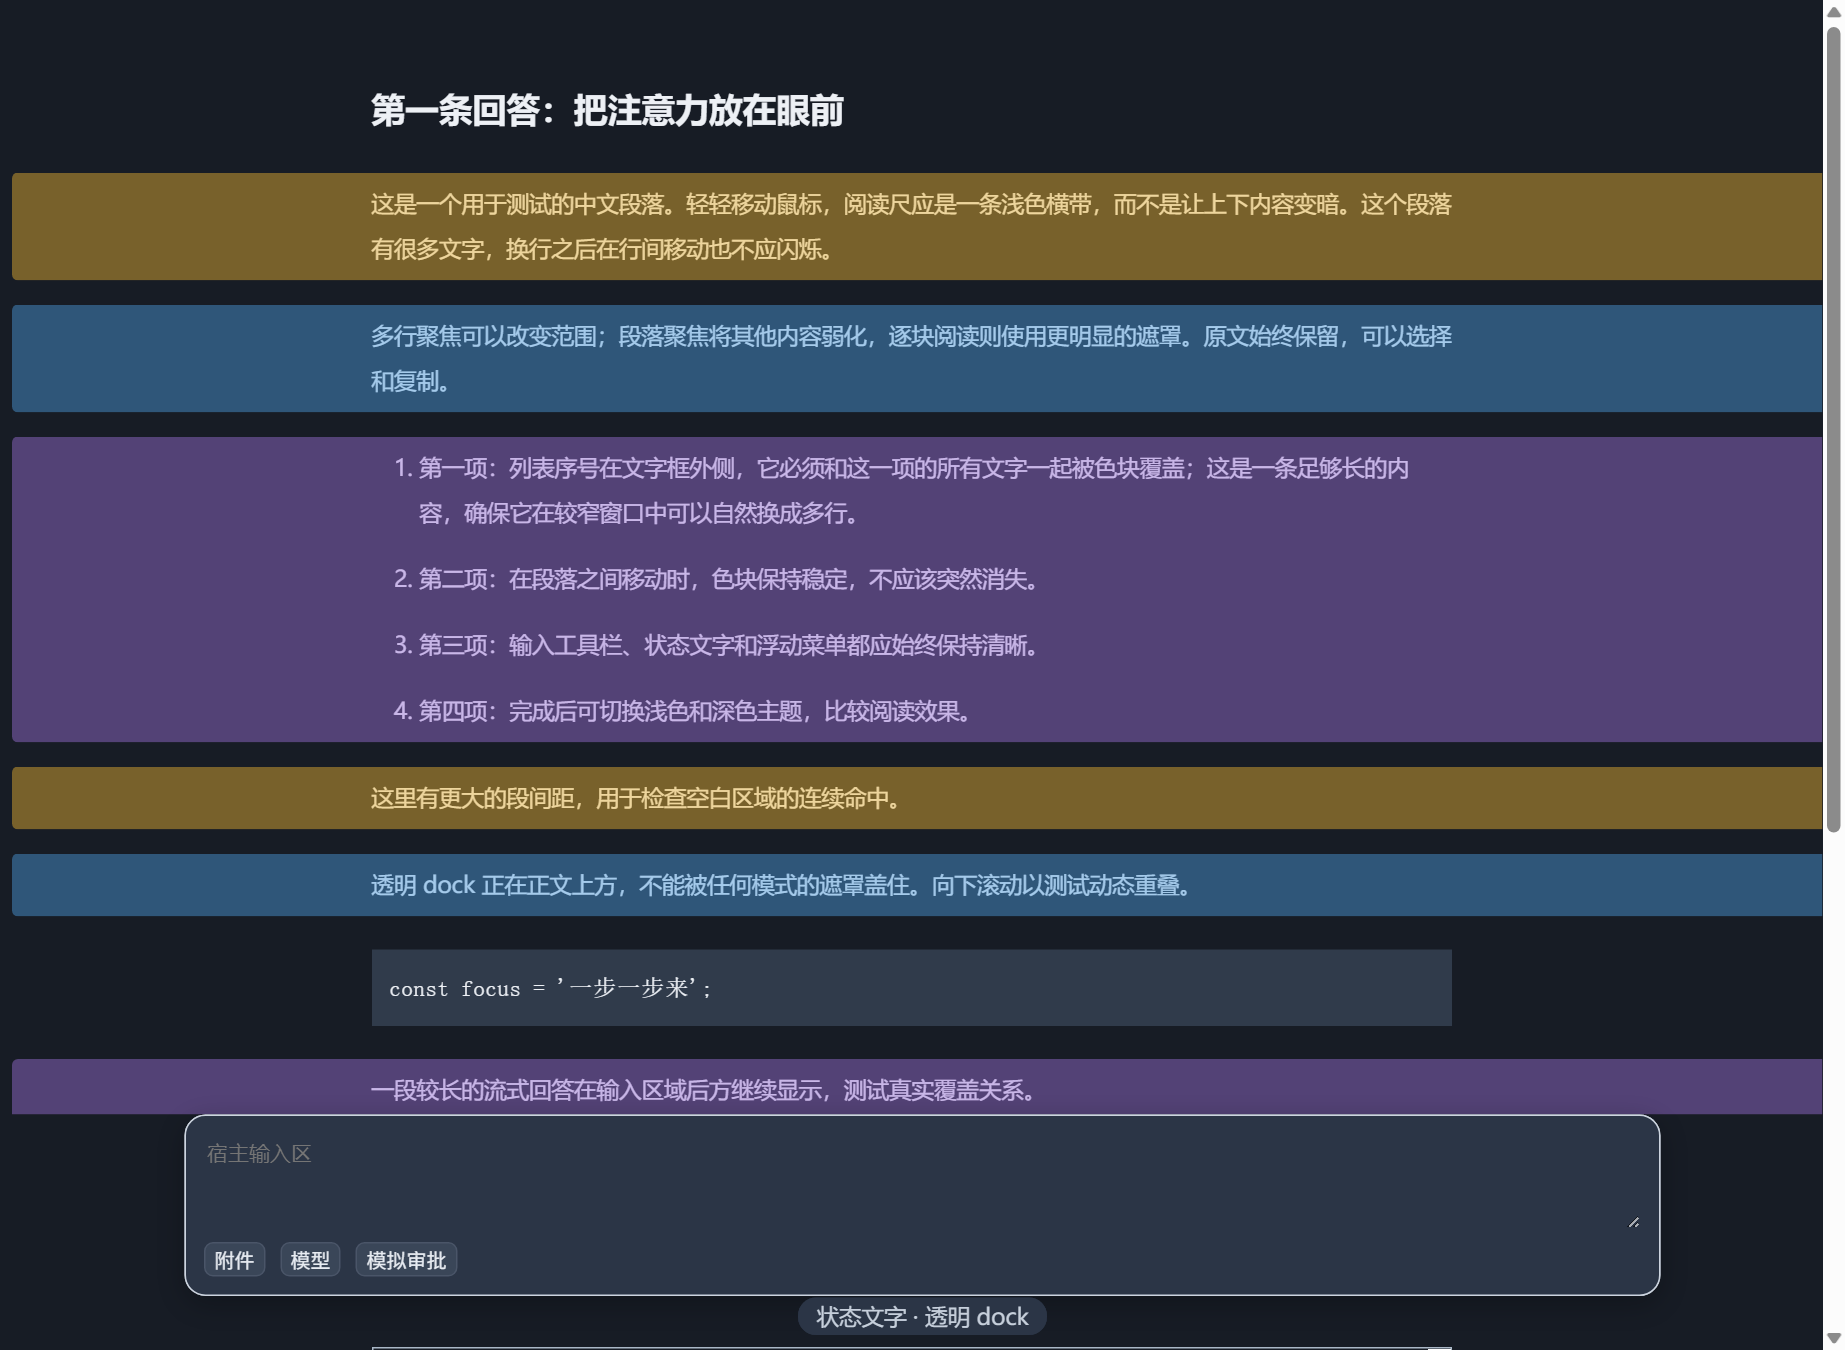 第一条回答：把注意力放在眼前
这是一个用于测试的中文段落。轻轻移动鼠标，阅读尺应是一条浅色横带，而不是让上下内容变暗。这个段落
有很多文字，换行之后在行间移动也不应闪烁。
多行聚焦可以改变范围；段落聚焦将其他内容弱化，逐块阅读则使用更明显的遮罩。原文始终保留，可以选择
和复制。
1. 第一项：列表序号在文字框外侧，它必须和这一项的所有文字一起被色块覆盖；这是一条足够长的内
容，确保它在较窄窗口中可以自然换成多行。
2. 第二项：在段落之间移动时，色块保持稳定，不应该突然消失。
3. 第三项：输入工具栏、状态文字和浮动菜单都应始终保持清晰。
4. 第四项：完成后可切换浅色和深色主题，比较阅读效果。
这里有更大的段间距，用于检查空白区域的连续命中。
透明 dock 正在正文上方，不能被任何模式的遮罩盖住。向下滚动以测试动态重叠。
const focus = '一步一步来';
一段较长的流式回答在输入区域后方继续显示，测试真实覆盖关系。
宿主输入区
附件 模型 模拟审批
状态文字 · 透明 dock